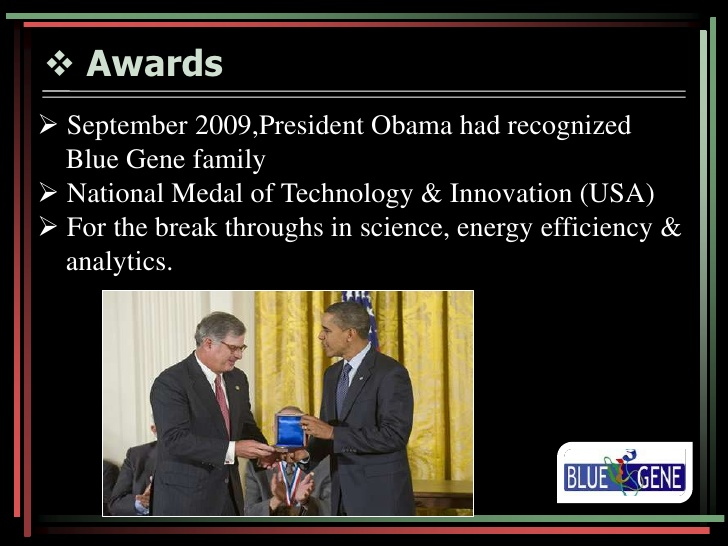 ❖ Awards
➢ September 2009,President Obama had recognized
Blue Gene family
➢ National Medal of Technology & Innovation (USA)
➢ For the break throughs in science, energy efficiency &
analytics.
BLUE GENE